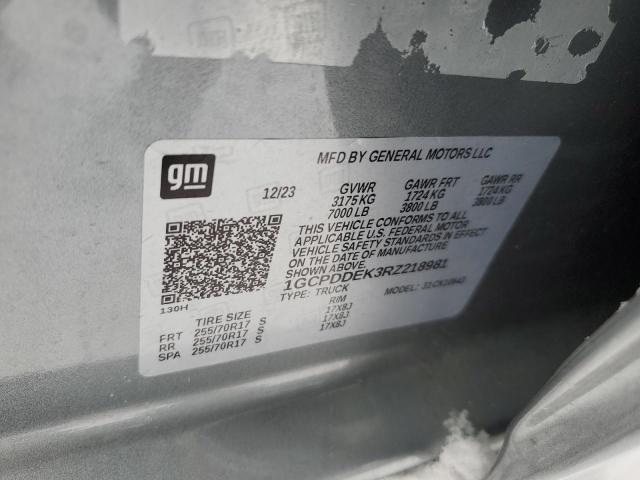 gm
MFD BY GENERAL MOTORS LLC
12/23 GVWR GAWR FRT GAWR RR
3175 KG 1724 KG 1724 KG
7000 LB 3800 LB 3800 LB
THIS VEHICLE CONFORMS TO ALL
APPLICABLE U.S. FEDERAL MOTOR
VEHICLE SAFETY STANDARDS IN EFFECT
ON THE DATE OF MANUFACTURE
SHOWN ABOVE.
1GCPDDEK3RZ218981
TYPE: TRUCK MODEL:
130H
TIRE SIZE RIM
FRT 255/70R17 S 17X8J
RR 255/70R17 S 17X8J
SPA 255/70R17 S 17X8J